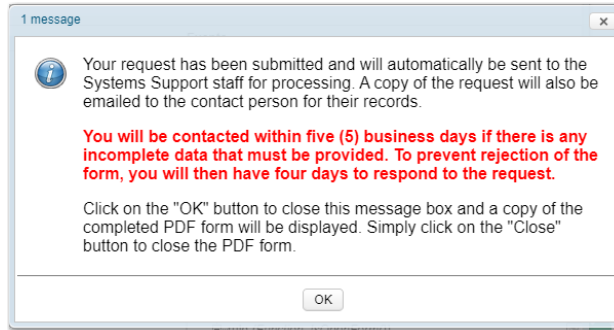 1 message
Your request has been submitted and will automatically be sent to the
Systems Support staff for processing. A copy of the request will also be
emailed to the contact person for their records.
You will be contacted within five (5) business days if there is any
incomplete data that must be provided. To prevent rejection of the
form, you will then have four days to respond to the request.
Click on the "OK" button to close this message box and a copy of the
completed PDF form will be displayed. Simply click on the "Close"
button to close the PDF form.
OK